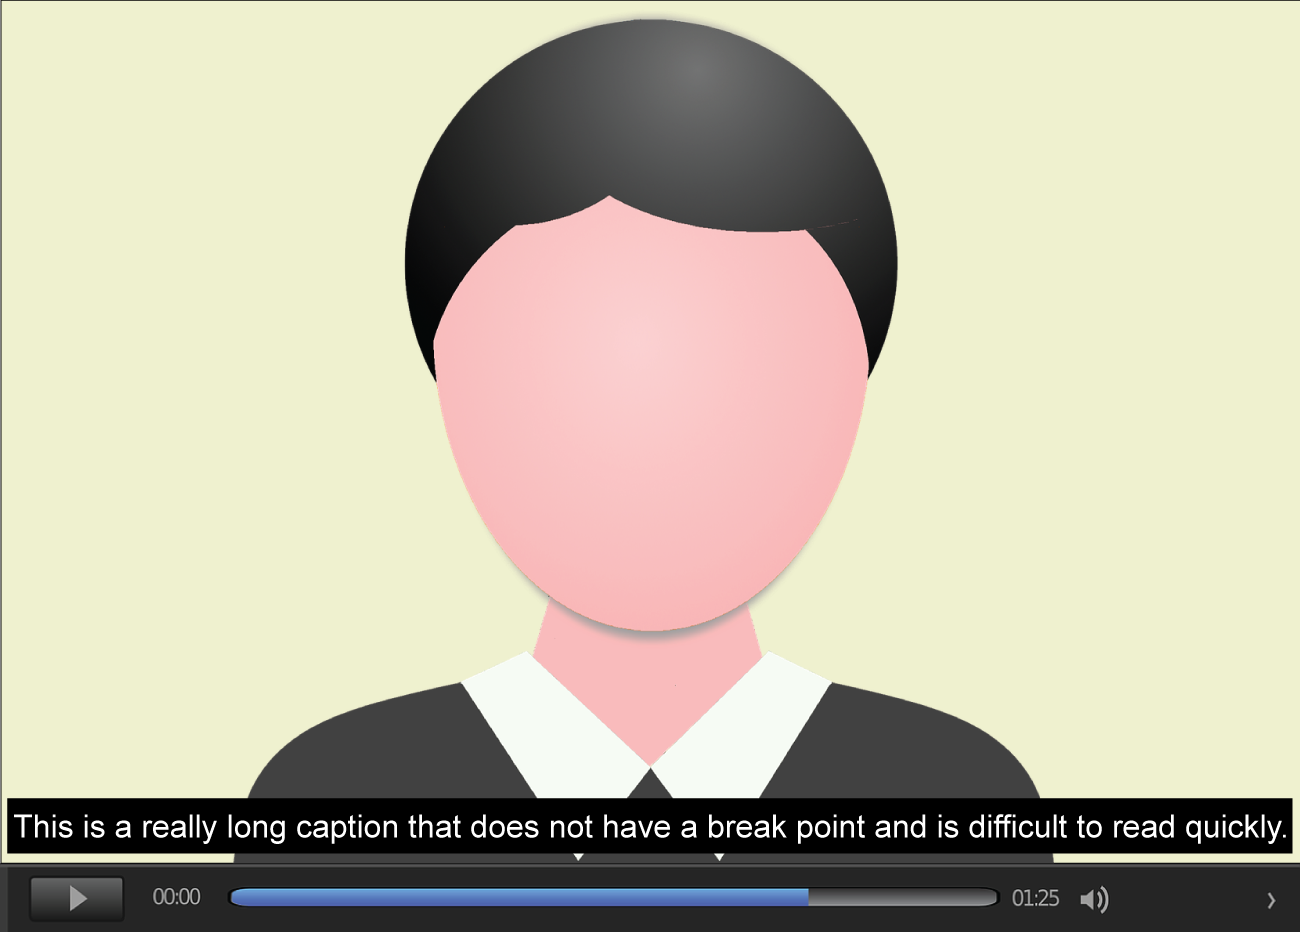 This is a really long caption that does not have a break point and is difficult to read quickly.
00:00 01:25